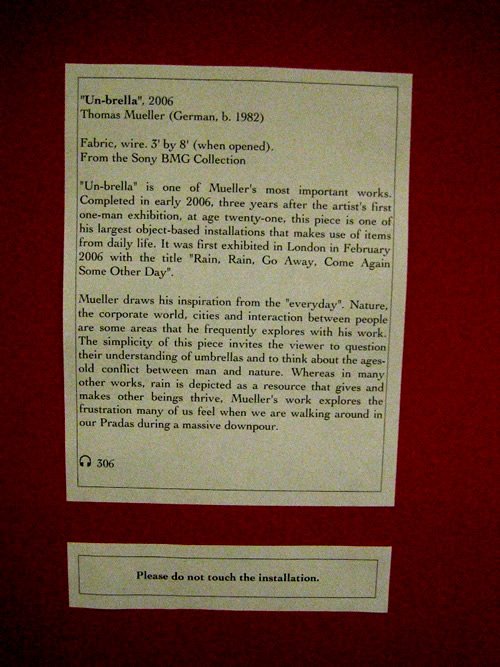 "Un-brella", 2006
Thomas Mueller (German, b. 1982)
Fabric, wire. 3' by 8' (when opened).
From the Sony BMG Collection
"Un-brella" is one of Mueller's most important works.
Completed in early 2006, three years after the artist's first
one-man exhibition, at age twenty-one, this piece is one of
his largest object-based installations that makes use of items
from daily life. It was first exhibited in London in February
2006 with the title "Rain, Rain, Go Away, Come Again
Some Other Day".
Mueller draws his inspiration from the "everyday". Nature,
the corporate world, cities and interaction between people
are some areas that he frequently explores with his work.
The simplicity of this piece invites the viewer to question
their understanding of umbrellas and to think about the ages-
old conflict between man and nature. Whereas in many
other works, rain is depicted as a resource that gives and
makes other beings thrive, Mueller's work explores the
frustration many of us feel when we are walking around in
our Pradas during a massive downpour.
306
Please do not touch the installation.